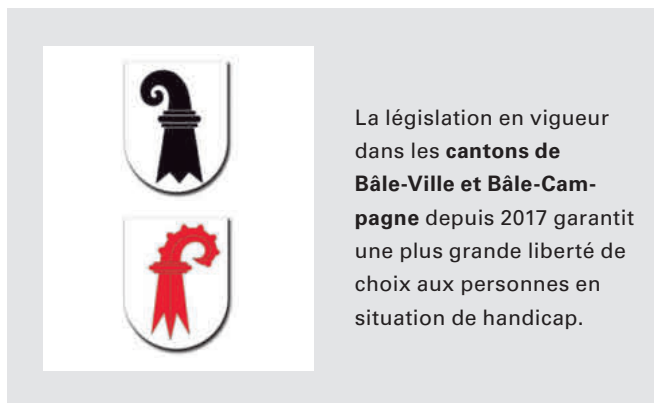 La législation en vigueur
dans les cantons de
Bâle-Ville et Bâle-Cam-
pagne depuis 2017 garantit
une plus grande liberté de
choix aux personnes en
situation de handicap.